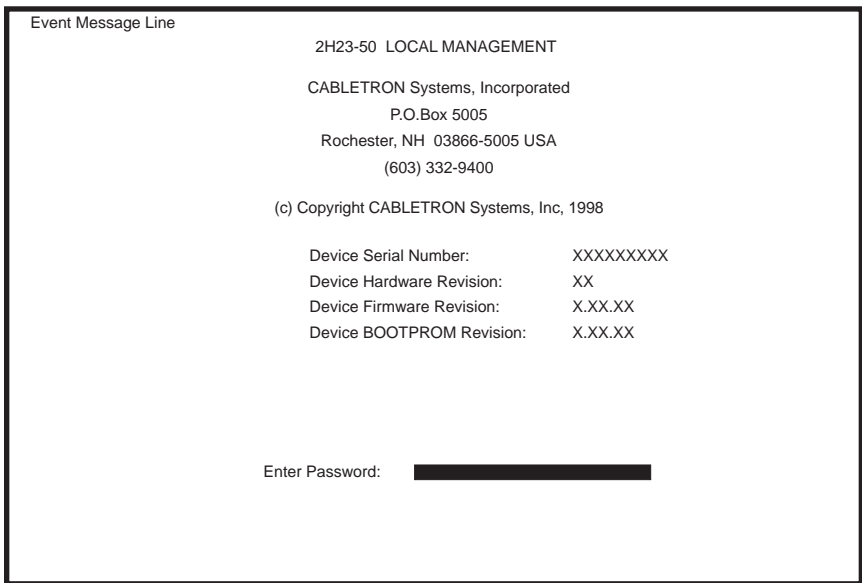 Event Message Line
2H23-50 LOCAL MANAGEMENT
CABLETRON Systems, Incorporated
P.O.Box 5005
Rochester, NH 03866-5005 USA
(603) 332-9400
(c) Copyright CABLETRON Systems, Inc, 1998
Device Serial Number: XXXXXXXXX
Device Hardware Revision: XX
Device Firmware Revision: X.XX.XX
Device BOOTPROM Revision: X.XX.XX
Enter Password: